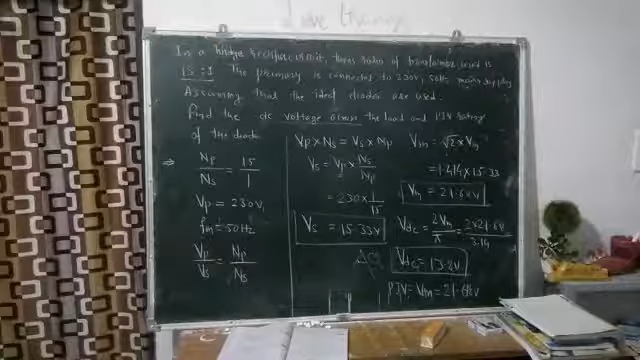 In a bridge rectifier circuit, turns ratio of transformer used is
15:1 The primary is connected to 230V, 50Hz mains supply
Assuming that the ideal diodes are used.
Find the dc voltage across the load and PIV rating
of the diode
⇒ Np/Ns = 15/1
Vp = 230V,
fm = 50Hz
Vp/Vs = Np/Ns
Vp × Ns = Vs × Np
Vs = Vp × Ns/Np
= 230 × 1/15
Vs = 15.33V
Vm = √2 × Vm
= 1.414 × 15.33
Vm = 21.68V
Vdc = 2Vm/π = 2×21.68/3.14
Vdc = 13.8V
PIV = Vm = 21.68V